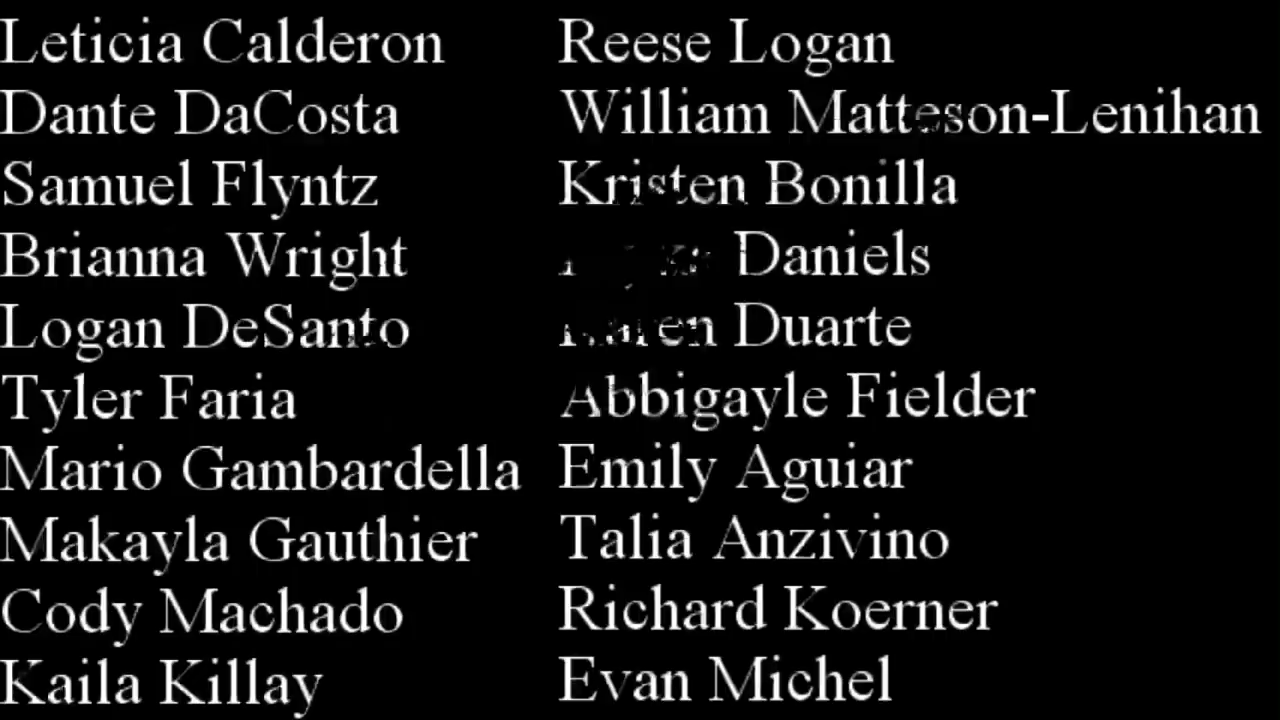 Leticia Calderon
Dante DaCosta
Samuel Flyntz
Brianna Wright
Logan DeSanto
Tyler Faria
Mario Gambardella
Makayla Gauthier
Cody Machado
Kaila Killay
Reese Logan
William Matteson-Lenihan
Kristen Bonilla
Daniels
Karen Duarte
Abbigayle Fielder
Emily Aguiar
Talia Anzivino
Richard Koerner
Evan Michel